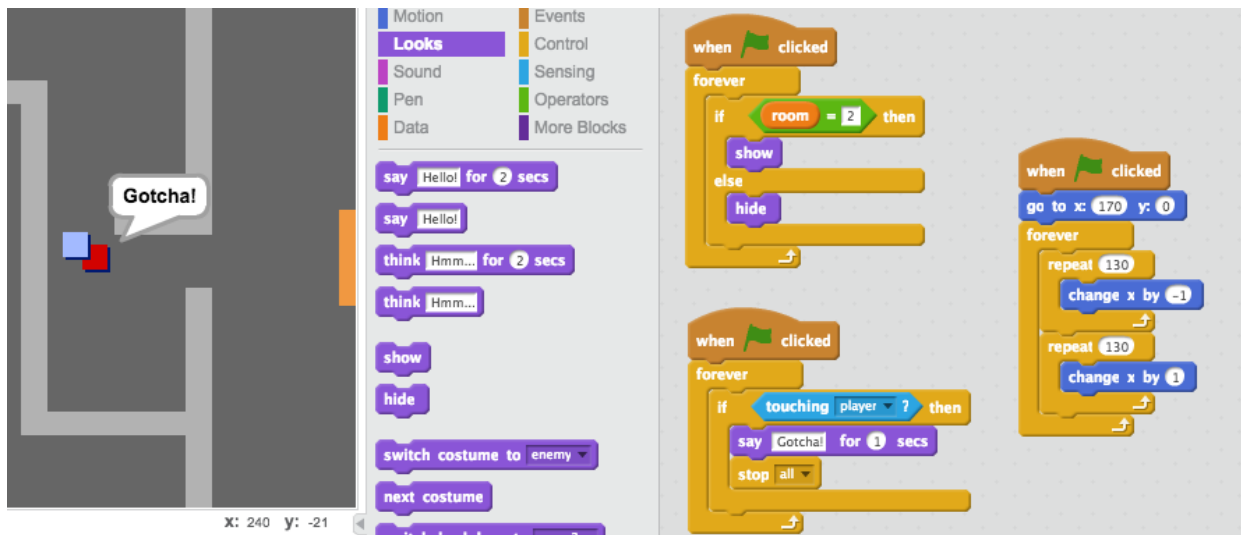 Gotcha!
x: 240 y: -21
Motion
Looks
Sound
Pen
Data
Events
Control
Sensing
Operators
More Blocks
say Hello! for 2 secs
say Hello!
think Hmm... for 2 secs
think Hmm...
show
hide
switch costume to enemy
next costume
when clicked
forever
if room = 2 then
show
else
hide
when clicked
forever
if touching player ? then
say Gotcha! for 1 secs
stop all
when clicked
go to x: 170 y: 0
forever
repeat 130
change x by -1
repeat 130
change x by 1